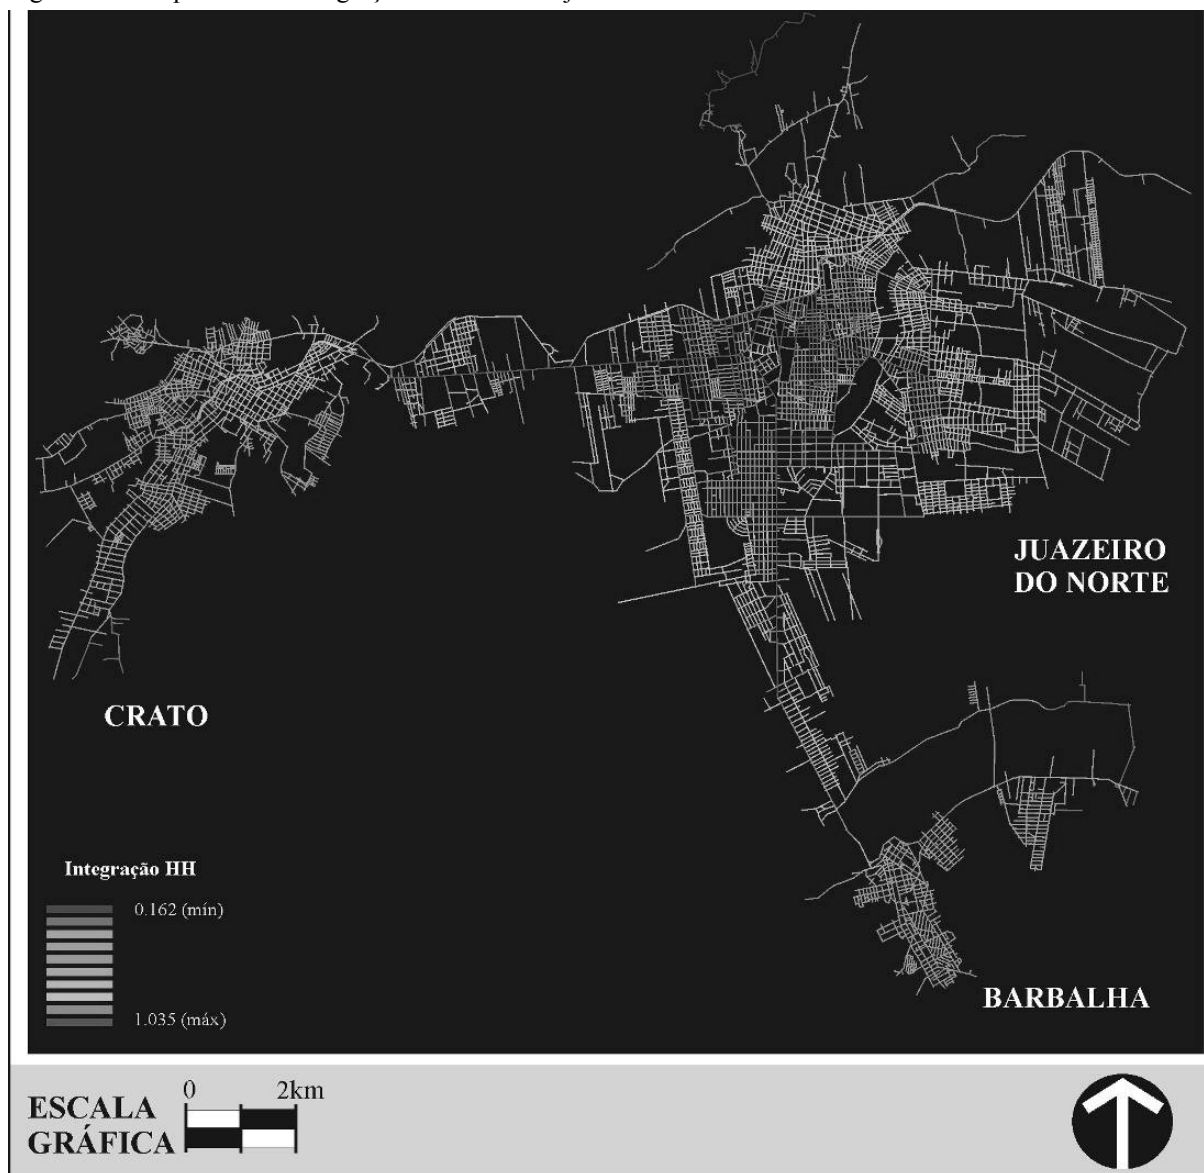 JUAZEIRO
DO NORTE
CRATO
BARBALHA
Integração HH
0.162 (mín)
1.035 (máx)
ESCALA
GRÁFICA
0 2km